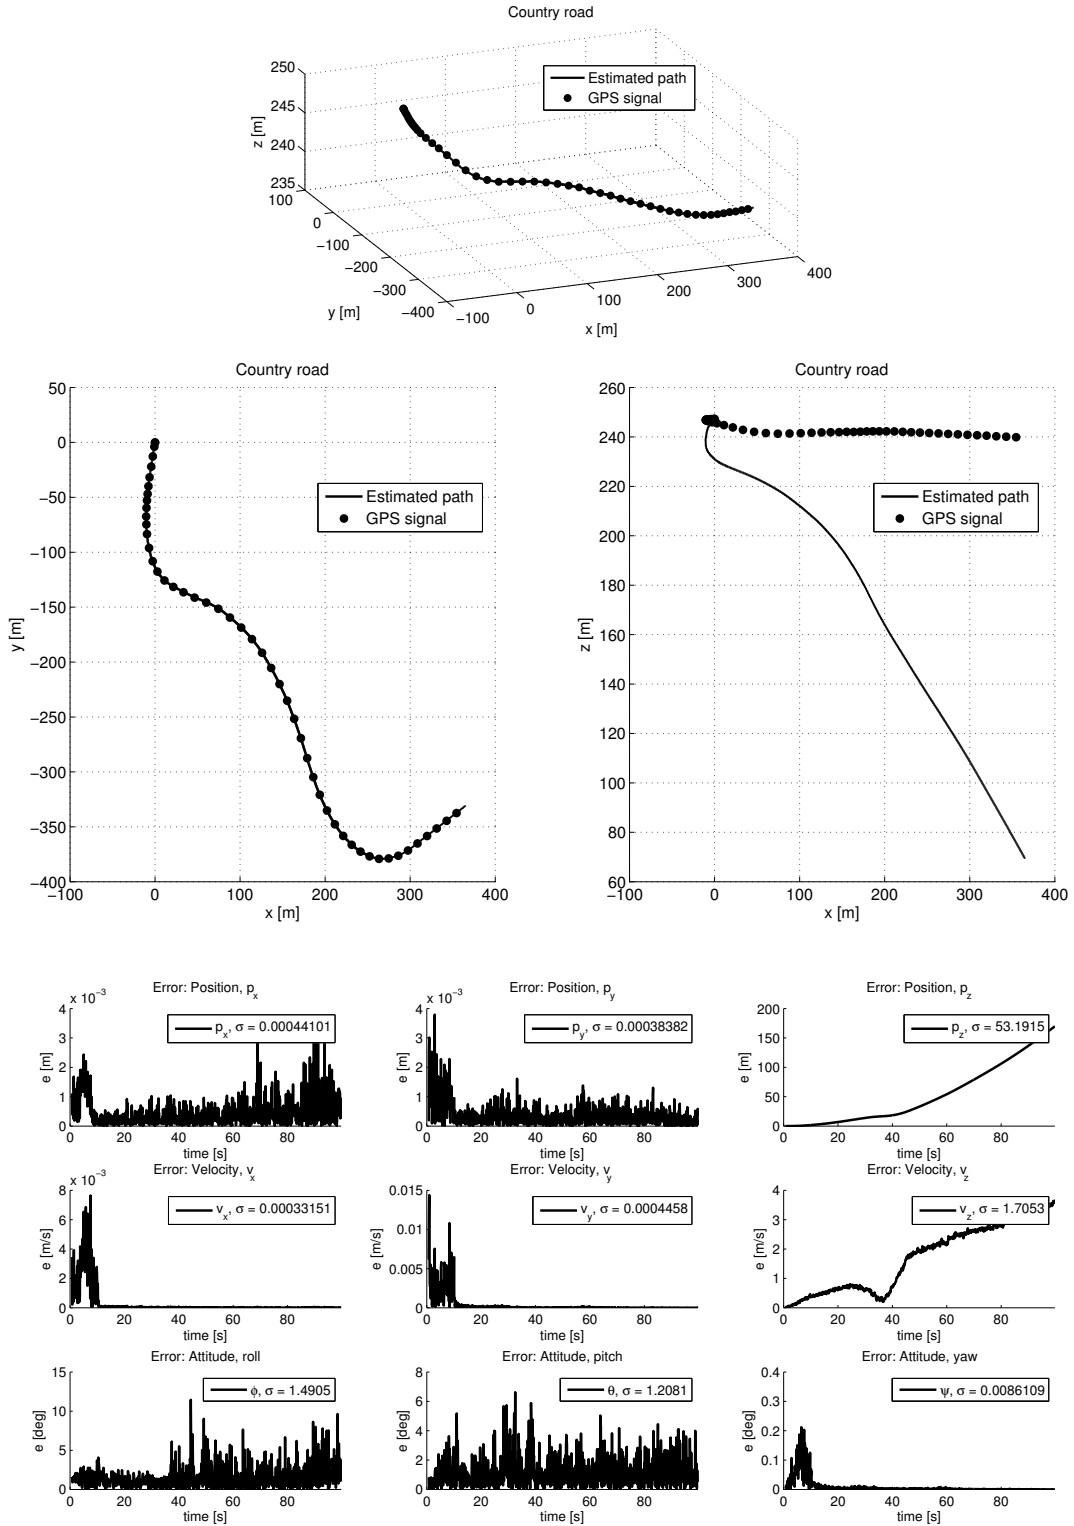 Country road
Estimated path
GPS signal
250
245
240
235
z [m]
100
0
−100
−200
−300
−400
y [m]
−100
0
100
200
300
400
x [m]
Country road
50
0
−50
−100
−150
−200
−250
−300
−350
−400
y [m]
−100
0
100
200
300
400
x [m]
Estimated path
GPS signal
Country road
260
240
220
200
180
160
140
120
100
80
60
z [m]
−100
0
100
200
300
400
x [m]
Estimated path
GPS signal
Error: Position, p_x
x 10^−3
4
3
2
1
0
e [m]
0 20 40 60 80
time [s]
p_x, σ = 0.00044101
Error: Position, p_y
x 10^−3
4
3
2
1
0
e [m]
0 20 40 60 80
time [s]
p_y, σ = 0.00038382
Error: Position, p_z
200
150
100
50
0
e [m]
0 20 40 60 80
time [s]
p_z, σ = 53.1915
Error: Velocity, v_x
x 10^−3
8
6
4
2
0
e [m/s]
0 20 40 60 80
time [s]
v_x, σ = 0.00033151
Error: Velocity, v_y
0.015
0.01
0.005
0
e [m/s]
0 20 40 60 80
time [s]
v_y, σ = 0.0004458
Error: Velocity, v_z
4
3
2
1
0
e [m/s]
0 20 40 60 80
time [s]
v_z, σ = 1.7053
Error: Attitude, roll
15
10
5
0
e [deg]
0 20 40 60 80
time [s]
ϕ, σ = 1.4905
Error: Attitude, pitch
8
6
4
2
0
e [deg]
0 20 40 60 80
time [s]
θ, σ = 1.2081
Error: Attitude, yaw
0.4
0.3
0.2
0.1
0
e [deg]
0 20 40 60 80
time [s]
ψ, σ = 0.0086109